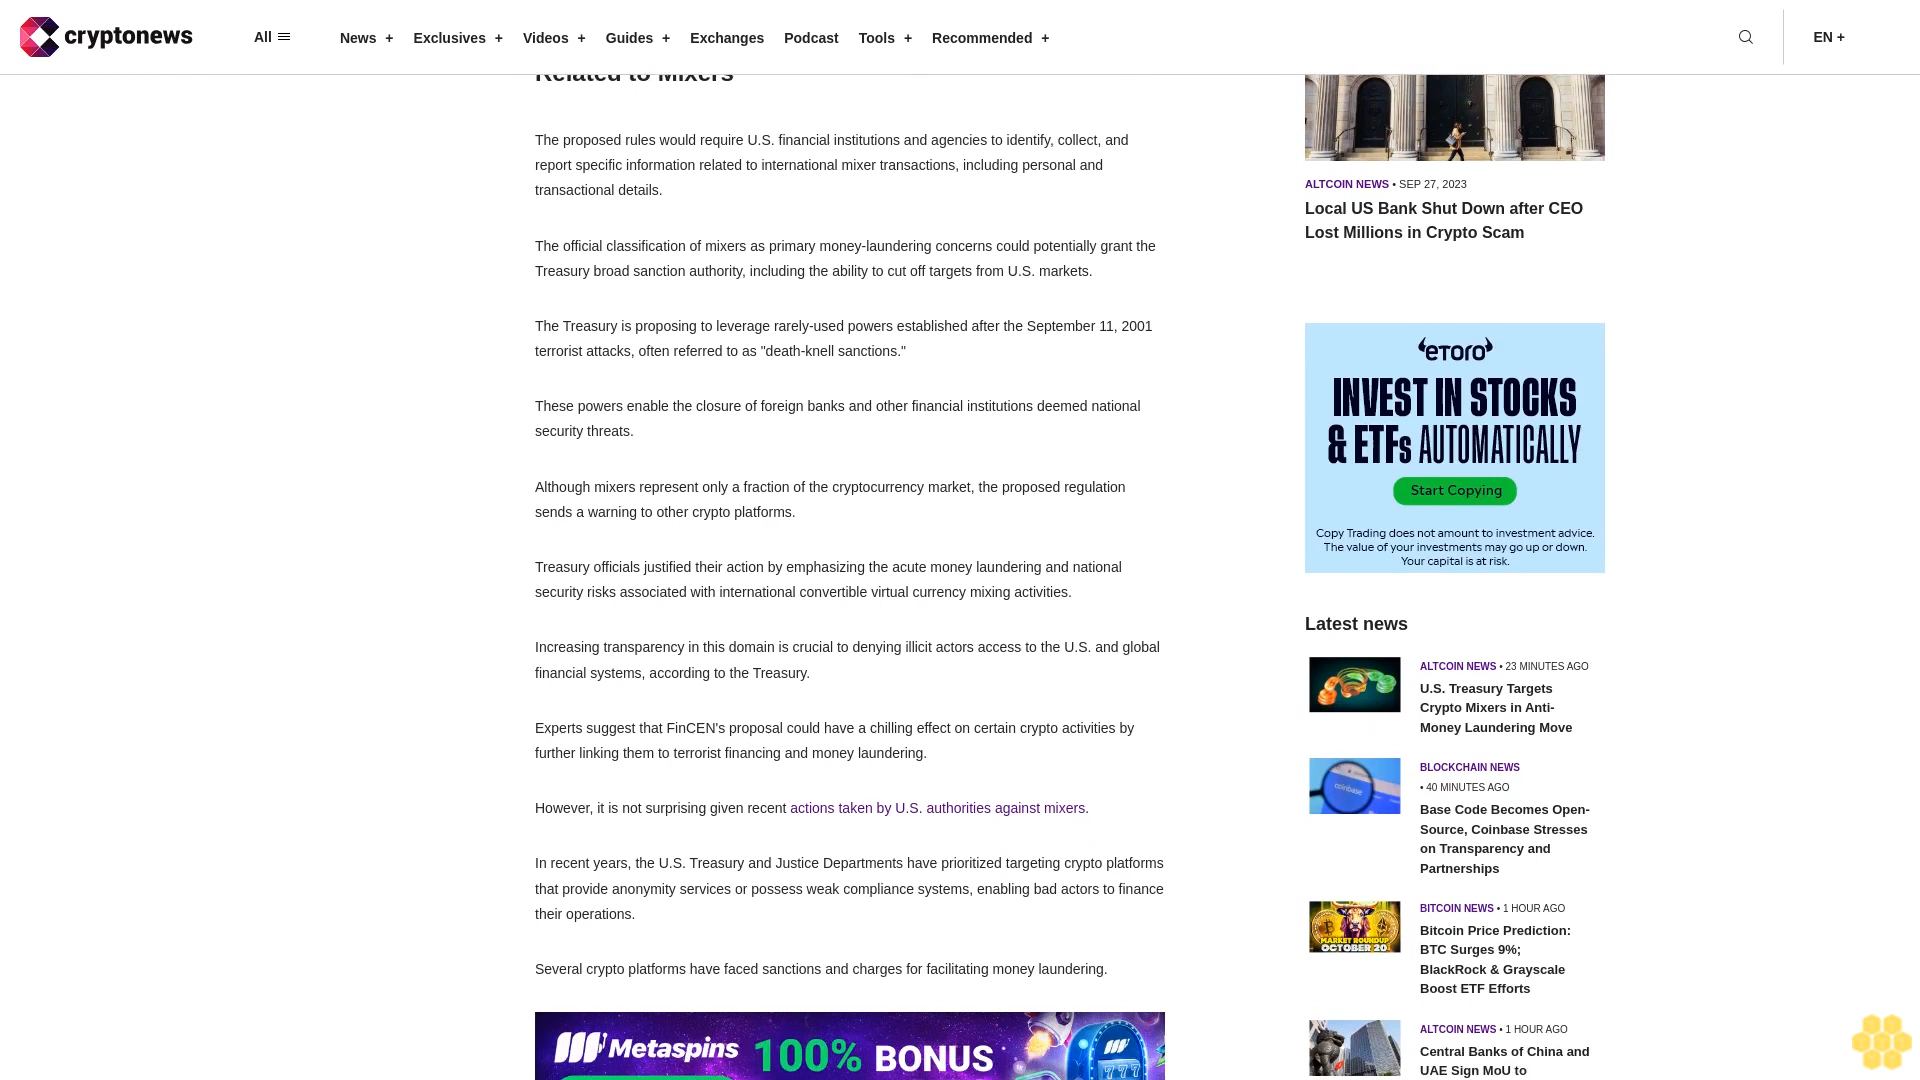 cryptonews
All
News +
Exclusives +
Videos +
Guides +
Exchanges
Podcast
Tools +
Recommended +
EN +
Related to Mixers
The proposed rules would require U.S. financial institutions and agencies to identify, collect, and
report specific information related to international mixer transactions, including personal and
transactional details.
The official classification of mixers as primary money-laundering concerns could potentially grant the
Treasury broad sanction authority, including the ability to cut off targets from U.S. markets.
The Treasury is proposing to leverage rarely-used powers established after the September 11, 2001
terrorist attacks, often referred to as "death-knell sanctions."
These powers enable the closure of foreign banks and other financial institutions deemed national
security threats.
Although mixers represent only a fraction of the cryptocurrency market, the proposed regulation
sends a warning to other crypto platforms.
Treasury officials justified their action by emphasizing the acute money laundering and national
security risks associated with international convertible virtual currency mixing activities.
Increasing transparency in this domain is crucial to denying illicit actors access to the U.S. and global
financial systems, according to the Treasury.
Experts suggest that FinCEN's proposal could have a chilling effect on certain crypto activities by
further linking them to terrorist financing and money laundering.
However, it is not surprising given recent actions taken by U.S. authorities against mixers.
In recent years, the U.S. Treasury and Justice Departments have prioritized targeting crypto platforms
that provide anonymity services or possess weak compliance systems, enabling bad actors to finance
their operations.
Several crypto platforms have faced sanctions and charges for facilitating money laundering.
Metaspins 100% BONUS
777
ALTCOIN NEWS • SEP 27, 2023
Local US Bank Shut Down after CEO
Lost Millions in Crypto Scam
eTORO
INVEST IN STOCKS
& ETFs AUTOMATICALLY
Start Copying
Copy Trading does not amount to investment advice.
The value of your investments may go up or down.
Your capital is at risk.
Latest news
ALTCOIN NEWS • 23 MINUTES AGO
U.S. Treasury Targets
Crypto Mixers in Anti-
Money Laundering Move
coinbase
BLOCKCHAIN NEWS
• 40 MINUTES AGO
Base Code Becomes Open-
Source, Coinbase Stresses
on Transparency and
Partnerships
MARKET ROUNDUP
OCTOBER 20
BITCOIN NEWS • 1 HOUR AGO
Bitcoin Price Prediction:
BTC Surges 9%;
BlackRock & Grayscale
Boost ETF Efforts
ALTCOIN NEWS • 1 HOUR AGO
Central Banks of China and
UAE Sign MoU to